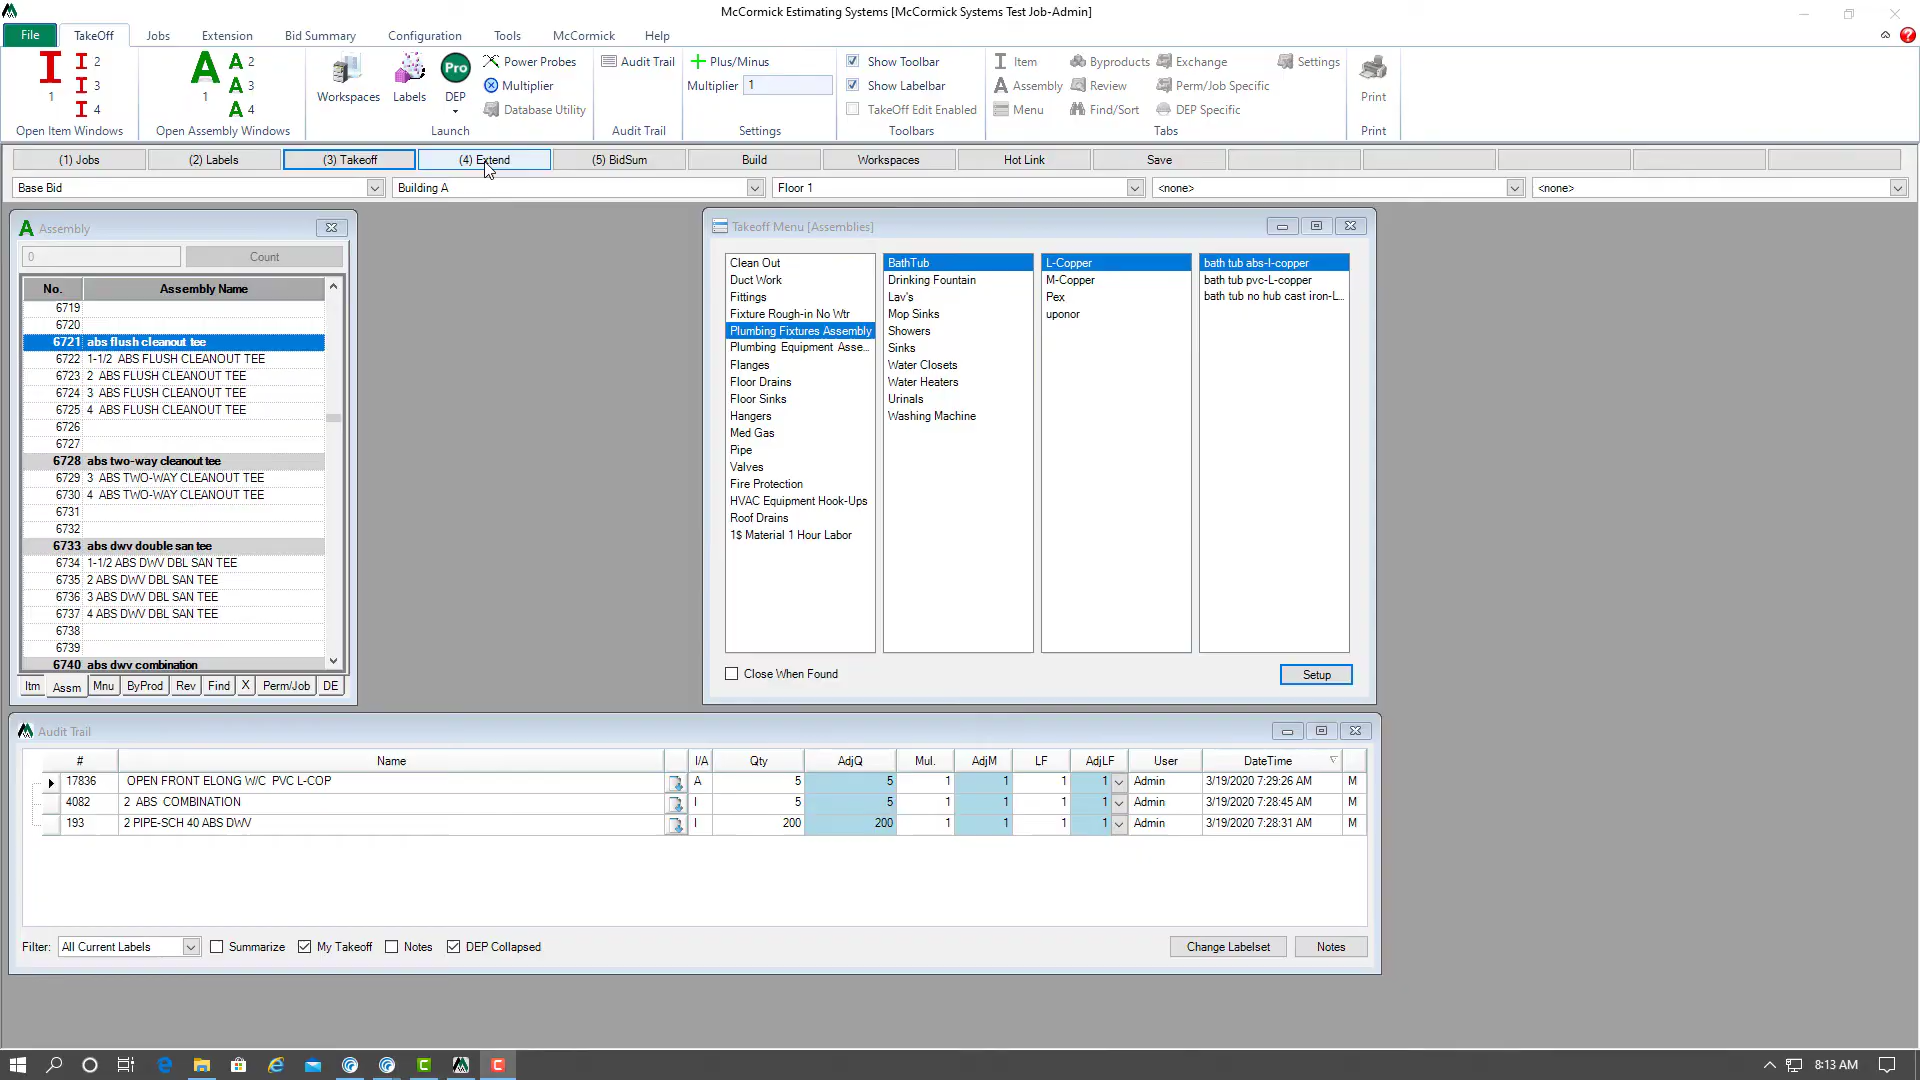 McCormick Estimating Systems [McCormick Systems Test Job-Admin]
File TakeOff Jobs Extension Bid Summary Configuration Tools McCormick Help
1 2 3 4
Open Item Windows
1 2 3 4
Open Assembly Windows
Workspaces Labels Pro DEP
Power Probes
Multiplier
Database Utility
Launch
Audit Trail
Audit Trail
Plus/Minus
Multiplier 1
Settings
Show Toolbar
Show Labelbar
TakeOff Edit Enabled
Toolbars
Item Byproducts Exchange Settings
Assembly Review Perm/Job Specific
Menu Find/Sort DEP Specific
Tabs
Print
Print
(1) Jobs (2) Labels (3) Takeoff (4) Extend (5) BidSum Build Workspaces Hot Link Save
Base Bid Building A Floor 1 <none> <none>
Assembly
0 Count
No. Assembly Name
6719
6720
6721 abs flush cleanout tee
6722 1-1/2 ABS FLUSH CLEANOUT TEE
6723 2 ABS FLUSH CLEANOUT TEE
6724 3 ABS FLUSH CLEANOUT TEE
6725 4 ABS FLUSH CLEANOUT TEE
6726
6727
6728 abs two-way cleanout tee
6729 3 ABS TWO-WAY CLEANOUT TEE
6730 4 ABS TWO-WAY CLEANOUT TEE
6731
6732
6733 abs dwv double san tee
6734 1-1/2 ABS DWV DBL SAN TEE
6735 2 ABS DWV DBL SAN TEE
6736 3 ABS DWV DBL SAN TEE
6737 4 ABS DWV DBL SAN TEE
6738
6739
6740 abs dwv combination
Itm Assm Mnu ByProd Rev Find X Perm/Job DE
Takeoff Menu [Assemblies]
Clean Out
Duct Work
Fittings
Fixture Rough-in No Wtr
Plumbing Fixtures Assembly
Plumbing Equipment Asse...
Flanges
Floor Drains
Floor Sinks
Hangers
Med Gas
Pipe
Valves
Fire Protection
HVAC Equipment Hook-Ups
Roof Drains
1$ Material 1 Hour Labor
BathTub
Drinking Fountain
Lav's
Mop Sinks
Showers
Sinks
Water Closets
Water Heaters
Urinals
Washing Machine
L-Copper
M-Copper
Pex
uponor
bath tub abs-l-copper
bath tub pvc-L-copper
bath tub no hub cast iron-L...
Close When Found Setup
Audit Trail
# Name I/A Qty AdjQ Mul. AdjM LF AdjLF User DateTime
17836 OPEN FRONT ELONG W/C PVC L-COP A 5 5 1 1 1 1 Admin 3/19/2020 7:29:26 AM M
4082 2 ABS COMBINATION I 5 5 1 1 1 1 Admin 3/19/2020 7:28:45 AM M
193 2 PIPE-SCH 40 ABS DWV I 200 200 1 1 1 1 Admin 3/19/2020 7:28:31 AM M
Filter: All Current Labels Summarize My Takeoff Notes DEP Collapsed Change Labelset Notes
8:13 AM